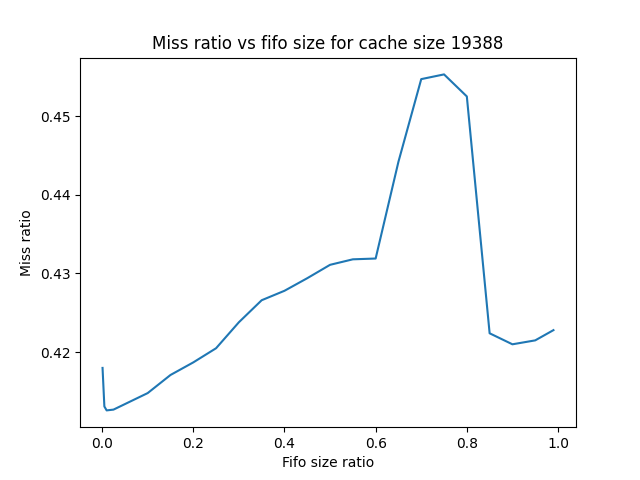 Miss ratio vs fifo size for cache size 19388
0.45
0.44
0.43
0.42
Miss ratio
0.0 0.2 0.4 0.6 0.8 1.0
Fifo size ratio